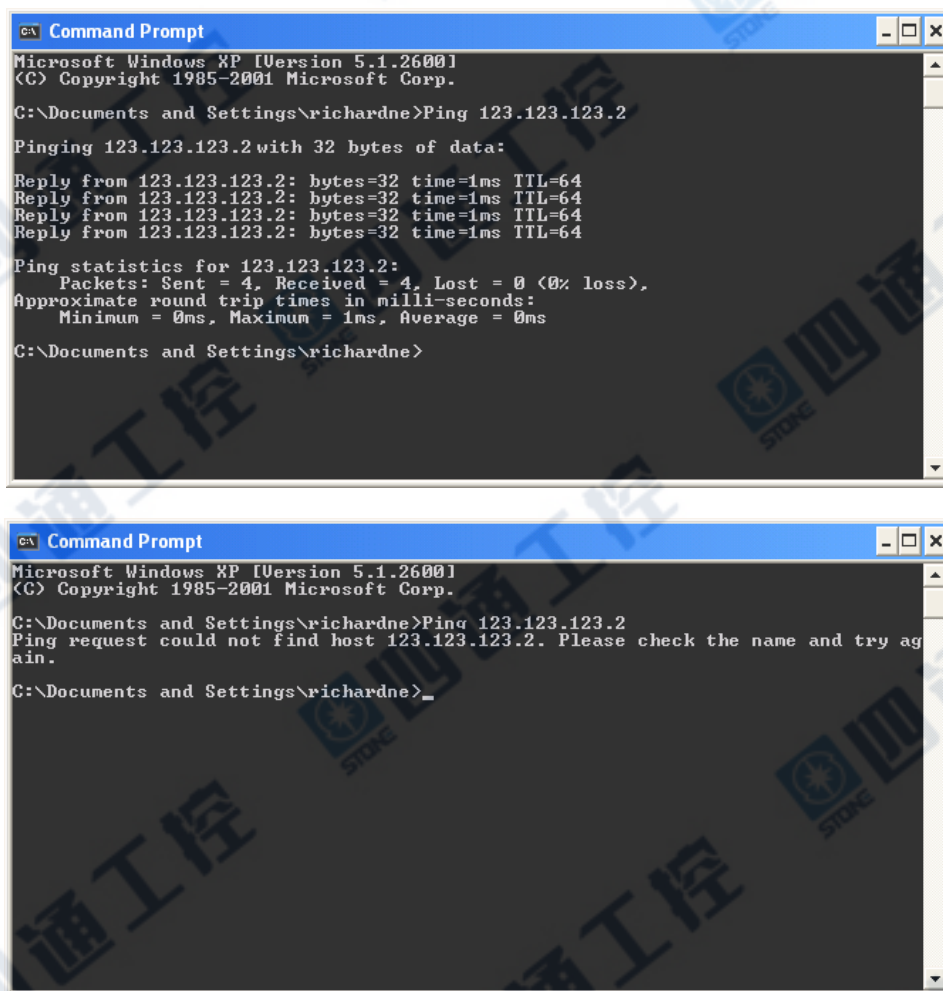 Command Prompt
Microsoft Windows XP [Version 5.1.2600]
(C) Copyright 1985-2001 Microsoft Corp.
C:\Documents and Settings\richardne>Ping 123.123.123.2
Pinging 123.123.123.2 with 32 bytes of data:
Reply from 123.123.123.2: bytes=32 time=1ms TTL=64
Reply from 123.123.123.2: bytes=32 time=1ms TTL=64
Reply from 123.123.123.2: bytes=32 time=1ms TTL=64
Reply from 123.123.123.2: bytes=32 time=1ms TTL=64
Ping statistics for 123.123.123.2:
Packets: Sent = 4, Received = 4, Lost = 0 (0% loss),
Approximate round trip times in milli-seconds:
Minimum = 0ms, Maximum = 1ms, Average = 0ms
C:\Documents and Settings\richardne>
Command Prompt
Microsoft Windows XP [Version 5.1.2600]
(C) Copyright 1985-2001 Microsoft Corp.
C:\Documents and Settings\richardne>Ping 123.123.123.2
Ping request could not find host 123.123.123.2. Please check the name and try ag
ain.
C:\Documents and Settings\richardne>_
四通工控
STONE